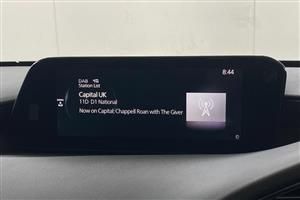 DAB
8:44
Station List
Capital UK
11D D1 National
Now on Capital: Chappell Roan with The Giver